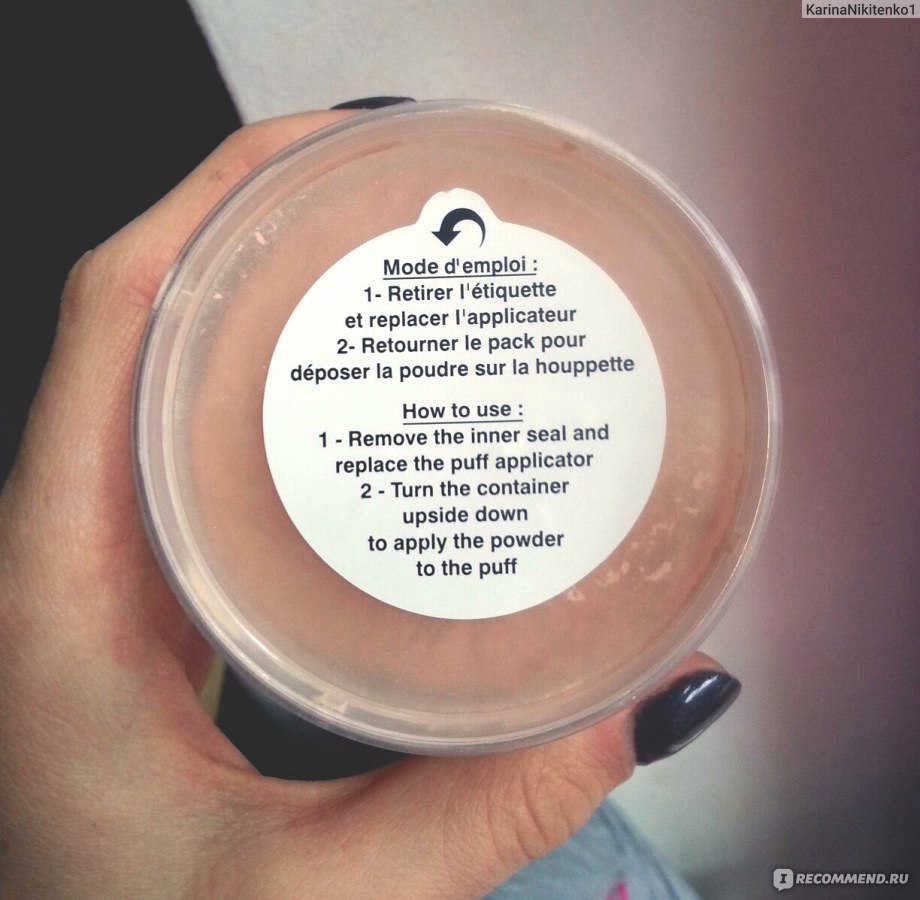 KarinaNikitenko1
Mode d'emploi :
1- Retirer l'étiquette
et replacer l'applicateur
2- Retourner le pack pour
déposer la poudre sur la houppette
How to use :
1 - Remove the inner seal and
replace the puff applicator
2 - Turn the container
upside down
to apply the powder
to the puff
IRECOMMEND.RU